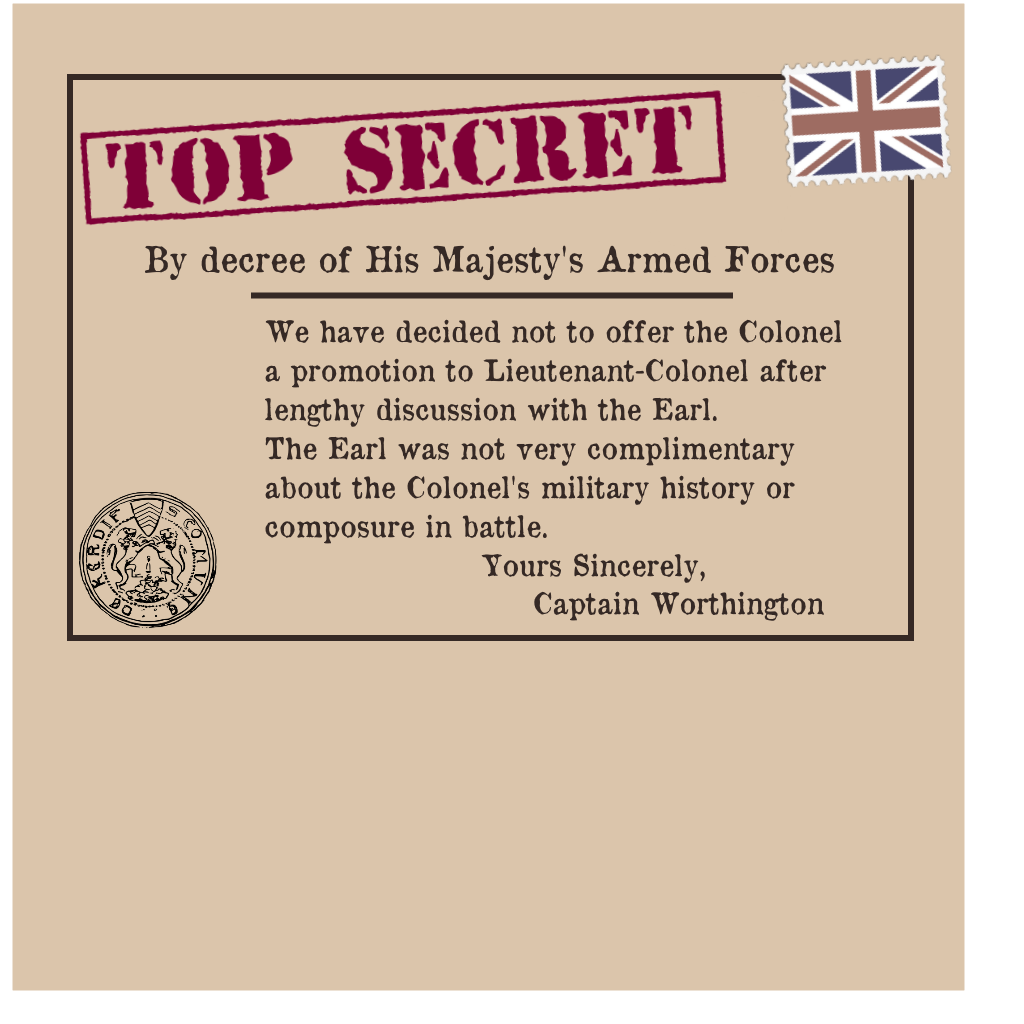 TOP SECRET
By decree of His Majesty's Armed Forces
We have decided not to offer the Colonel
a promotion to Lieutenant-Colonel after
lengthy discussion with the Earl.
The Earl was not very complimentary
about the Colonel's military history or
composure in battle.
Yours Sincerely,
Captain Worthington